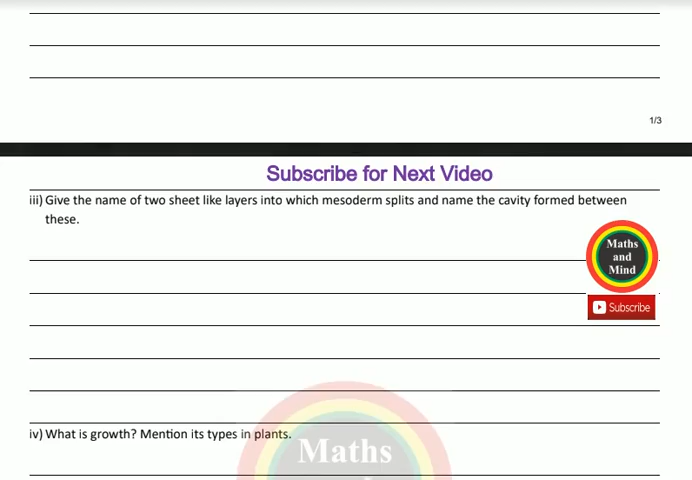 1/3
Subscribe for Next Video
iii) Give the name of two sheet like layers into which mesoderm splits and name the cavity formed between
these.
Maths
and
Mind
Subscribe
iv) What is growth? Mention its types in plants.
Maths